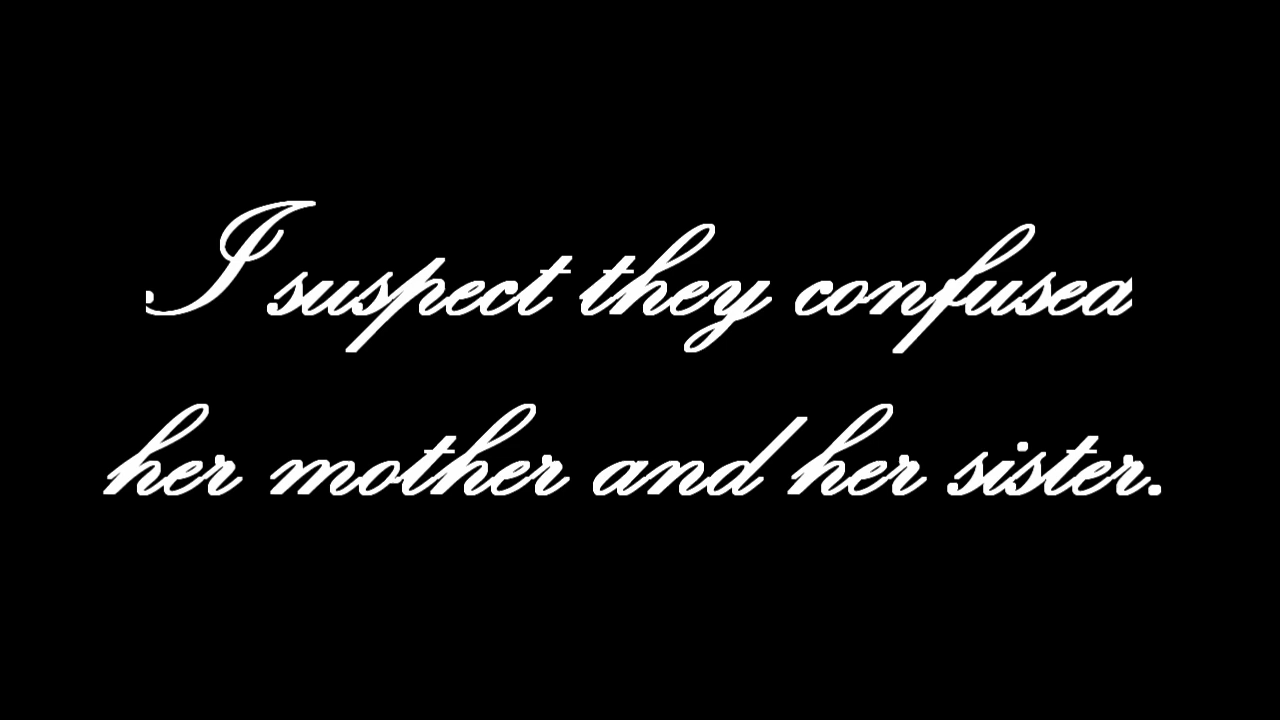 I suspect they confused
her mother and her sister.